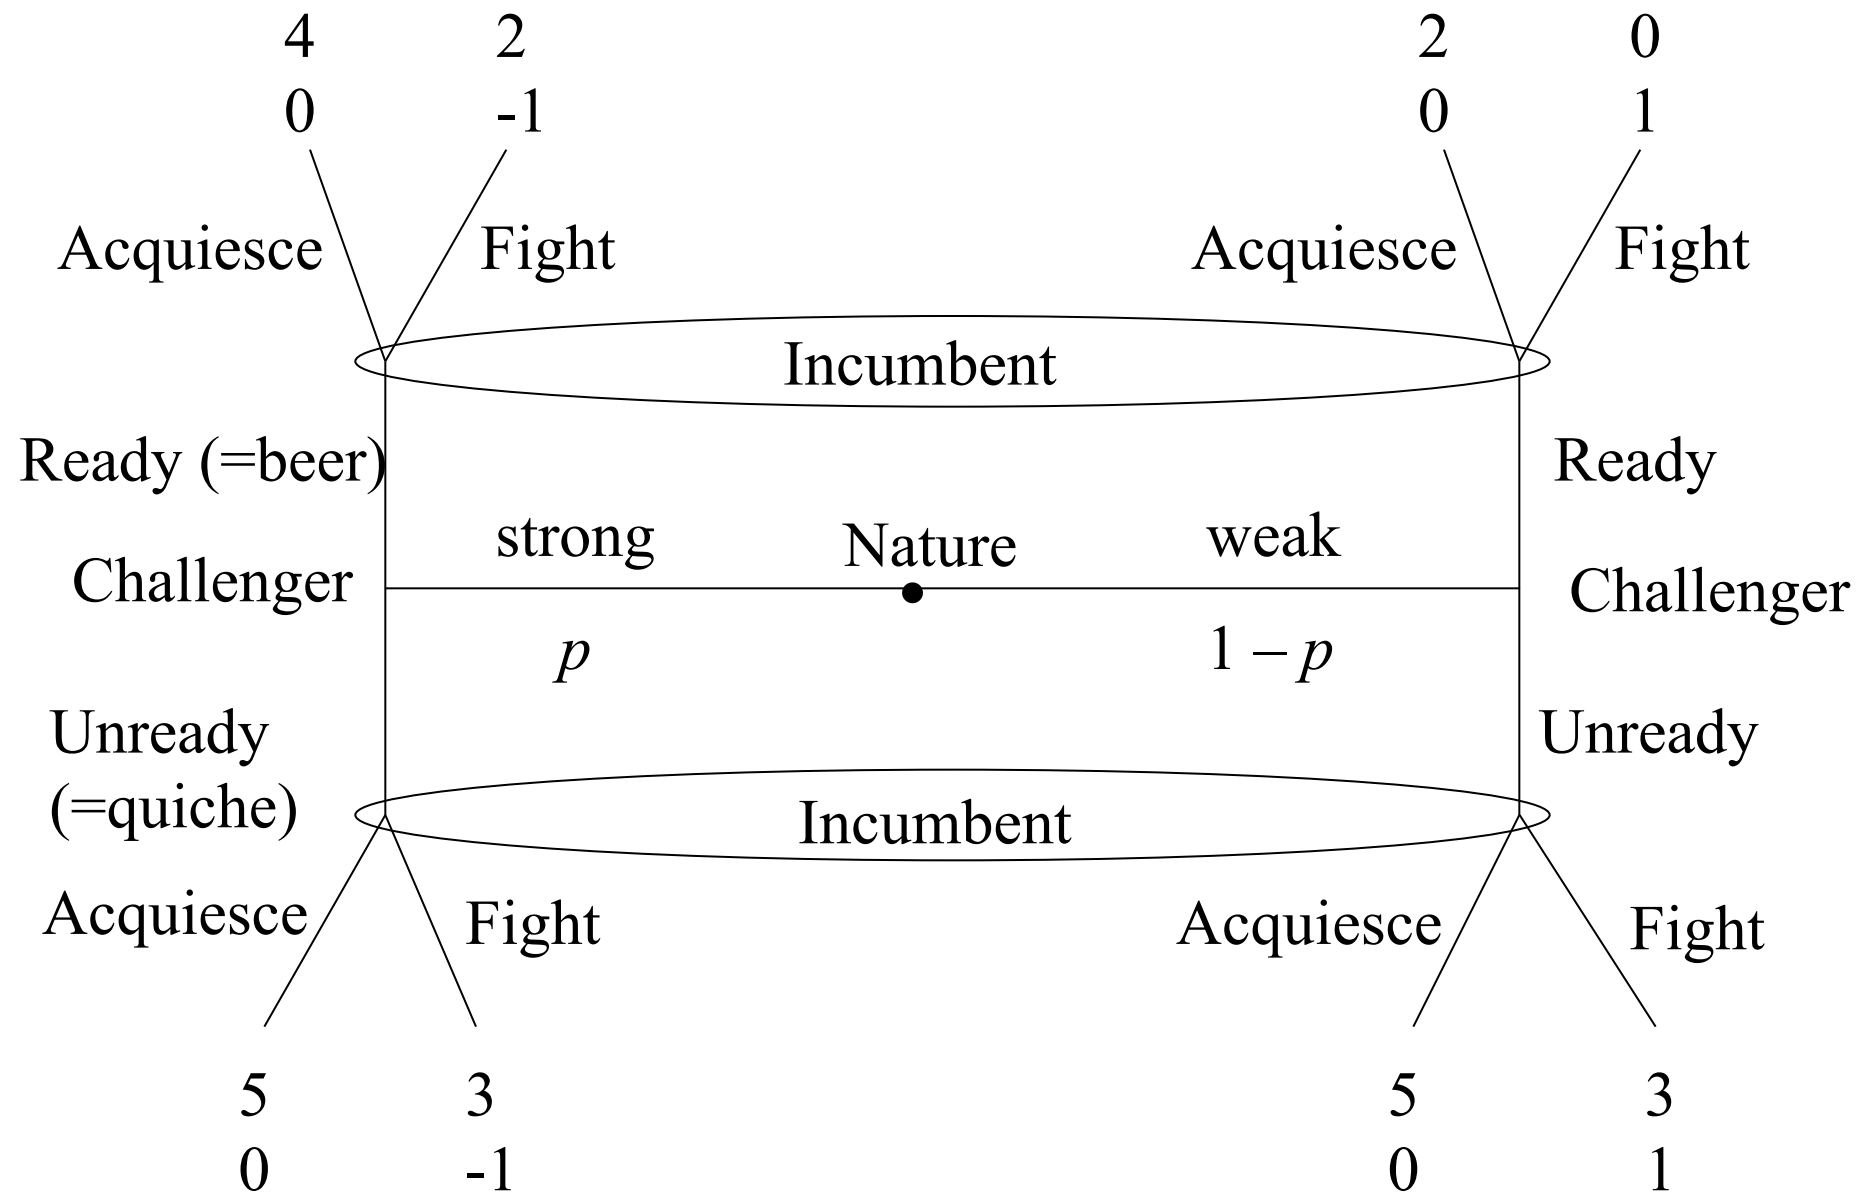 4 2 2 0
0 -1 0 1
Acquiesce Fight Acquiesce Fight
Incumbent
Ready (=beer) Ready
strong Nature weak
Challenger Challenger
p 1 – p
Unready Unready
(=quiche) Incumbent
Acquiesce Fight Acquiesce Fight
5 3 5 3
0 -1 0 1